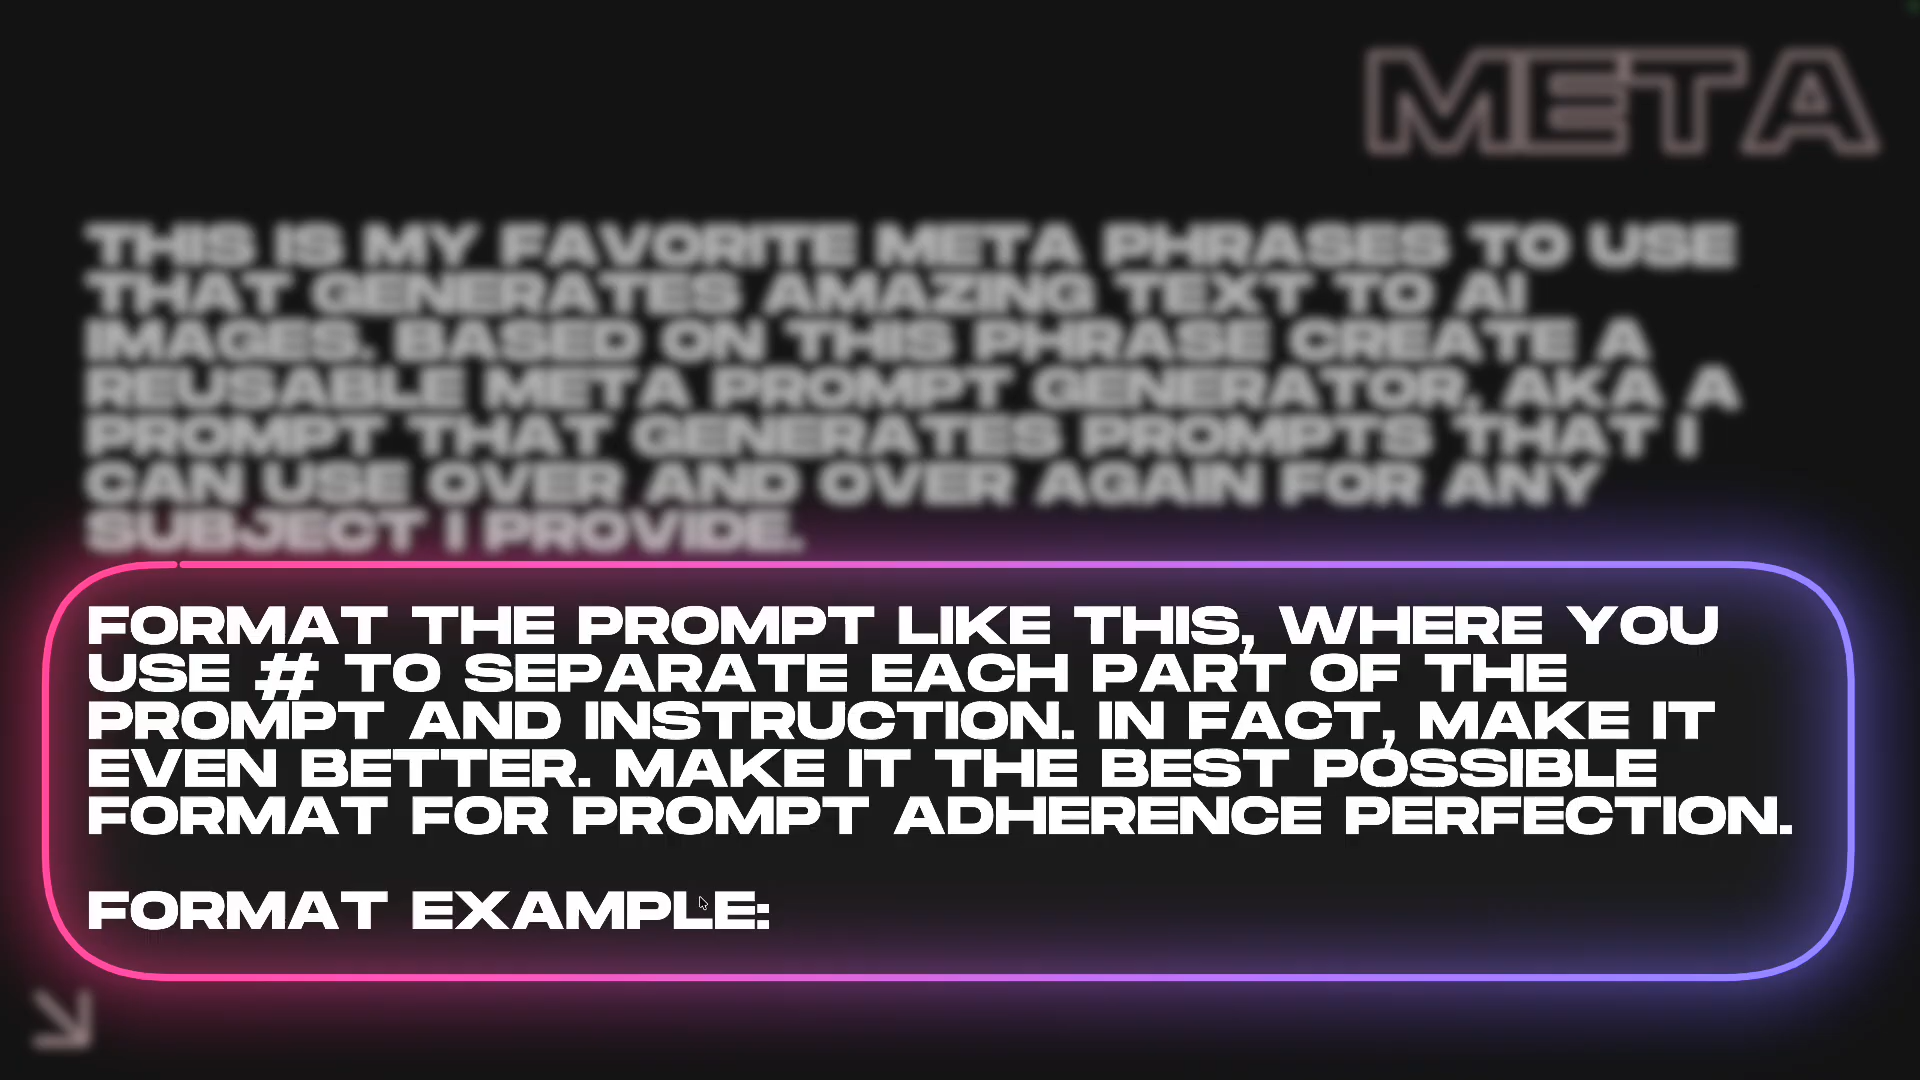 META
THIS IS MY FAVORITE META PHRASES TO USE
THAT GENERATES AMAZING TEXT TO AI
IMAGES. BASED ON THIS PHRASE CREATE A
REUSABLE META PROMPT GENERATOR, AKA A
PROMPT THAT GENERATES PROMPTS THAT I
CAN USE OVER AND OVER AGAIN FOR ANY
SUBJECT I PROVIDE.
FORMAT THE PROMPT LIKE THIS, WHERE YOU
USE # TO SEPARATE EACH PART OF THE
PROMPT AND INSTRUCTION. IN FACT, MAKE IT
EVEN BETTER. MAKE IT THE BEST POSSIBLE
FORMAT FOR PROMPT ADHERENCE PERFECTION.
FORMAT EXAMPLE: